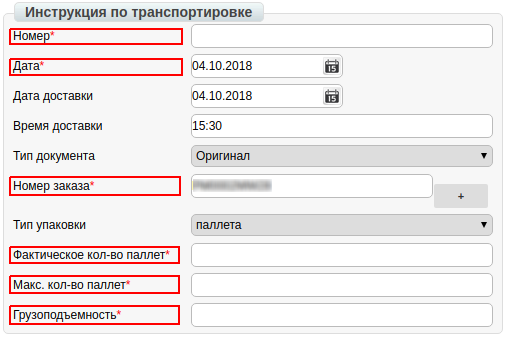 Инструкция по транспортировке
Номер*
Дата* 04.10.2018
Дата доставки 04.10.2018
Время доставки 15:30
Тип документа Оригинал
Номер заказа* +
Тип упаковки паллета
Фактическое кол-во паллет*
Макс. кол-во паллет*
Грузоподъемность*